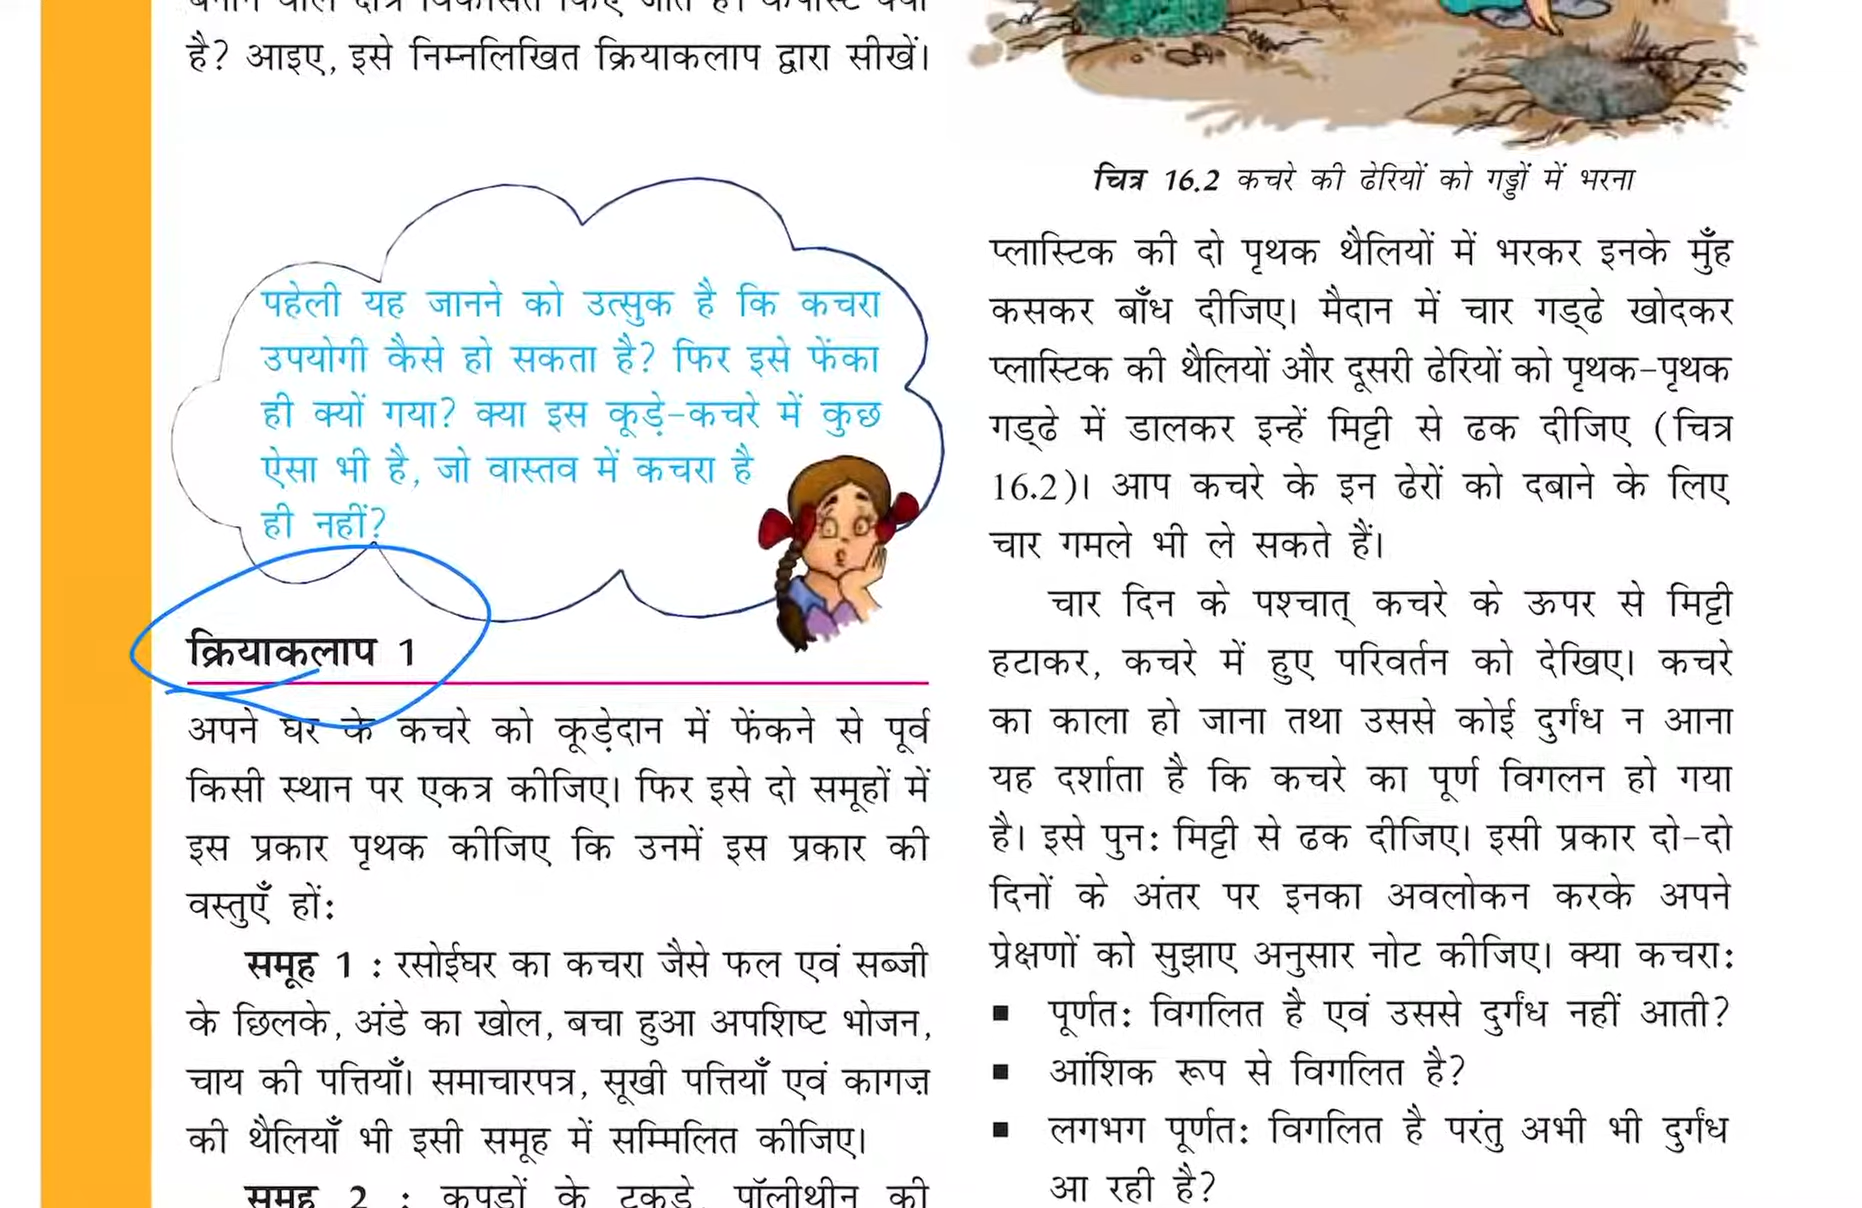 है? आइए, इसे निम्नलिखित क्रियाकलाप द्वारा सीखें।
पहेली यह जानने को उत्सुक है कि कचरा
उपयोगी कैसे हो सकता है? फिर इसे फेंका
ही क्यों गया? क्या इस कूड़े-कचरे में कुछ
ऐसा भी है, जो वास्तव में कचरा है
ही नहीं?
क्रियाकलाप 1
अपने घर के कचरे को कूड़ेदान में फेंकने से पूर्व
किसी स्थान पर एकत्र कीजिए। फिर इसे दो समूहों में
इस प्रकार पृथक कीजिए कि उनमें इस प्रकार की
वस्तुएँ हों:
समूह 1 : रसोईघर का कचरा जैसे फल एवं सब्जी
के छिलके, अंडे का खोल, बचा हुआ अपशिष्ट भोजन,
चाय की पत्तियाँ। समाचारपत्र, सूखी पत्तियाँ एवं कागज़
की थैलियाँ भी इसी समूह में सम्मिलित कीजिए।
समूह 2 : कपड़ों के टुकड़े, पॉलीथीन की
चित्र 16.2 कचरे की ढेरियों को गड्ढों में भरना
प्लास्टिक की दो पृथक थैलियों में भरकर इनके मुँह
कसकर बाँध दीजिए। मैदान में चार गड्ढे खोदकर
प्लास्टिक की थैलियों और दूसरी ढेरियों को पृथक-पृथक
गड्ढे में डालकर इन्हें मिट्टी से ढक दीजिए (चित्र
16.2)। आप कचरे के इन ढेरों को दबाने के लिए
चार गमले भी ले सकते हैं।
चार दिन के पश्चात् कचरे के ऊपर से मिट्टी
हटाकर, कचरे में हुए परिवर्तन को देखिए। कचरे
का काला हो जाना तथा उससे कोई दुर्गंध न आना
यह दर्शाता है कि कचरे का पूर्ण विगलन हो गया
है। इसे पुन: मिट्टी से ढक दीजिए। इसी प्रकार दो-दो
दिनों के अंतर पर इनका अवलोकन करके अपने
प्रेक्षणों को सुझाए अनुसार नोट कीजिए। क्या कचरा:
▪ पूर्णत: विगलित है एवं उससे दुर्गंध नहीं आती?
▪ आंशिक रूप से विगलित है?
▪ लगभग पूर्णत: विगलित है परंतु अभी भी दुर्गंध
आ रही है?